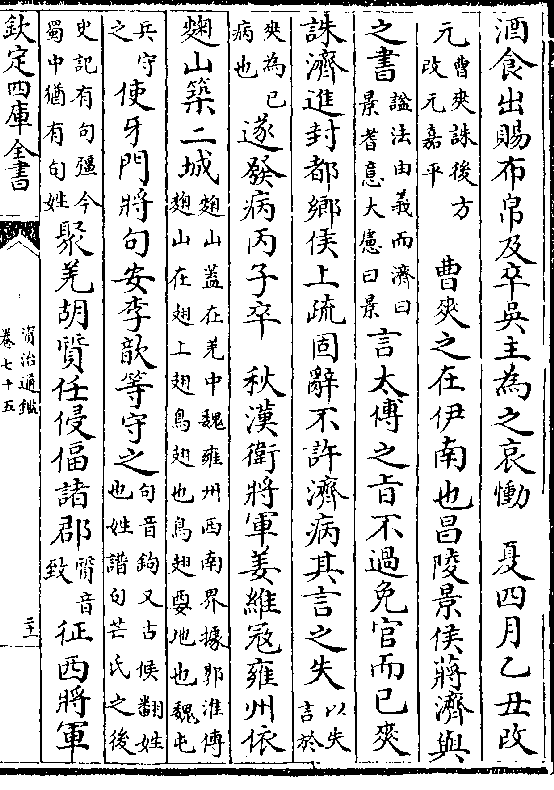 酒食出賜布帛及卒吳主為之哀慟　夏四月乙丑改
元曹爽誅後方改元嘉平　曹爽之在伊南也昌陵景侯蔣濟與
之書諡法由義而濟曰景耆意大慮曰景言太傅之旨不過免官而已爽
誅濟進封都鄉侯上疏固辭不許濟病其言之失以失言於
爽為已病也遂發病丙子卒　秋漢衛將軍姜維寇雍州依
麴山築二城麴山蓋在羌中魏雍州西南界據郭淮傳麴山在翅上翅鳥翅也鳥翅要地也魏屯
兵守之使牙門將句安李歆等守之句音鉤又古候翻姓也姓譜句芒氏之後
史記有句彊今蜀中猶有句姓聚羌胡質任侵偪諸郡質音致征西將軍
欽定四庫全書
資治通鑑
卷七十五
二十一